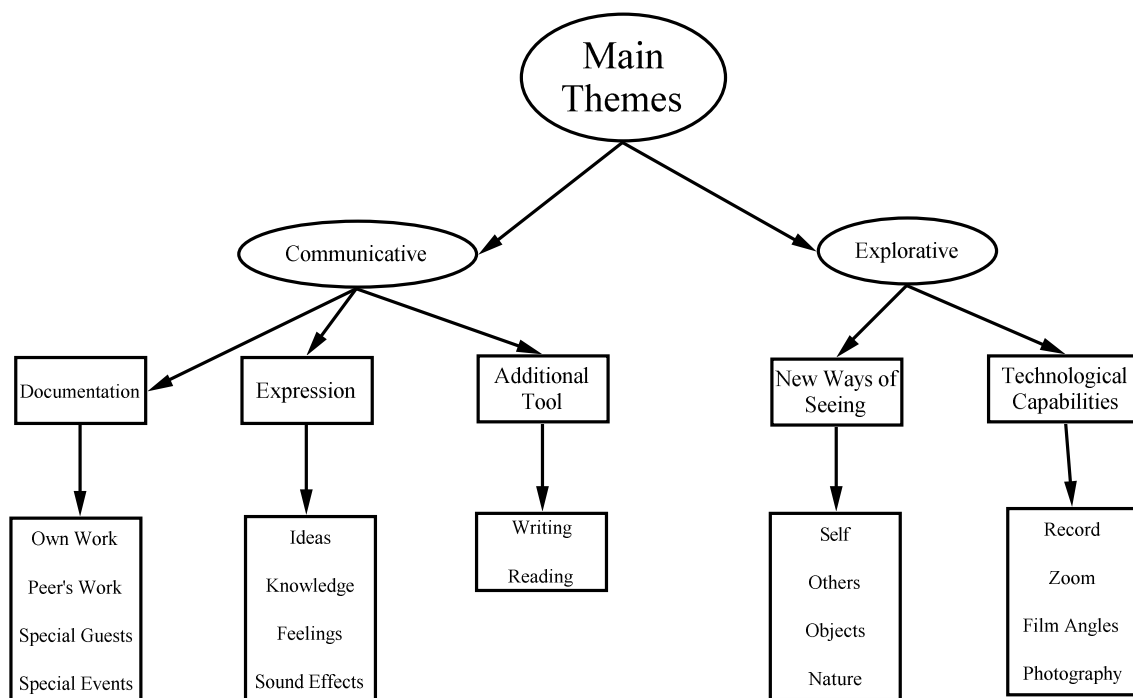 Main
Themes
Communicative
Explorative
Documentation
Expression
Additional
Tool
New Ways of
Seeing
Technological
Capabilities
Own Work
Peer's Work
Special Guests
Special Events
Ideas
Knowledge
Feelings
Sound Effects
Writing
Reading
Self
Others
Objects
Nature
Record
Zoom
Film Angles
Photography